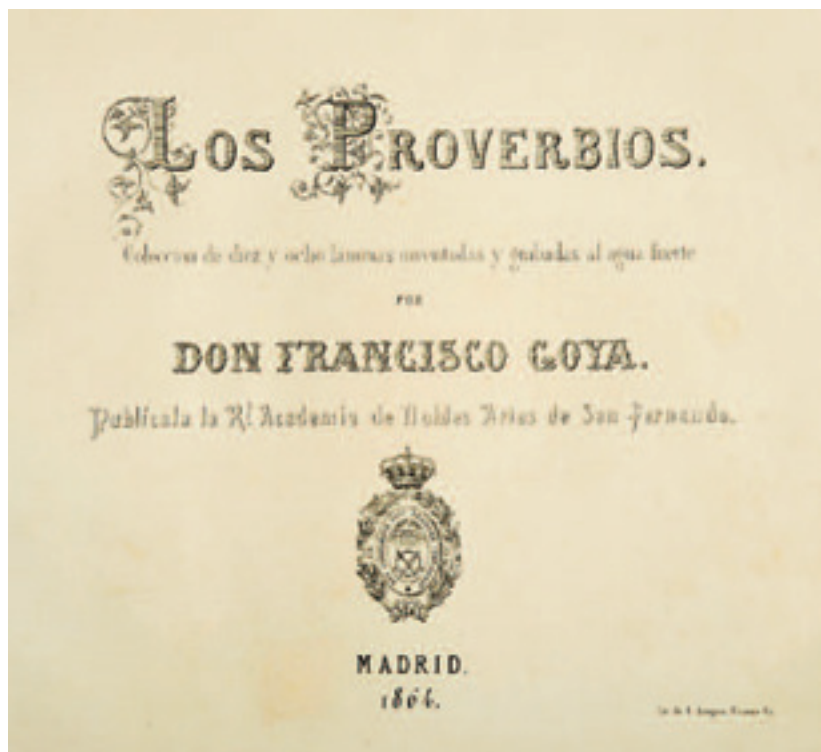 LOS PROVERBIOS.
Coleccion de diez y ocho láminas inventadas y grabadas al agua fuerte
POR
DON FRANCISCO GOYA.
Publícala la Rl Academia de Nobles Artes de San Fernando.
MADRID.
1864.